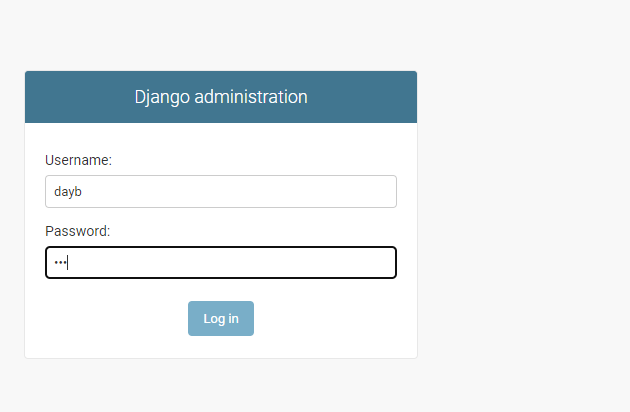 Django administration
Username:
dayb
Password:
•••
Log in